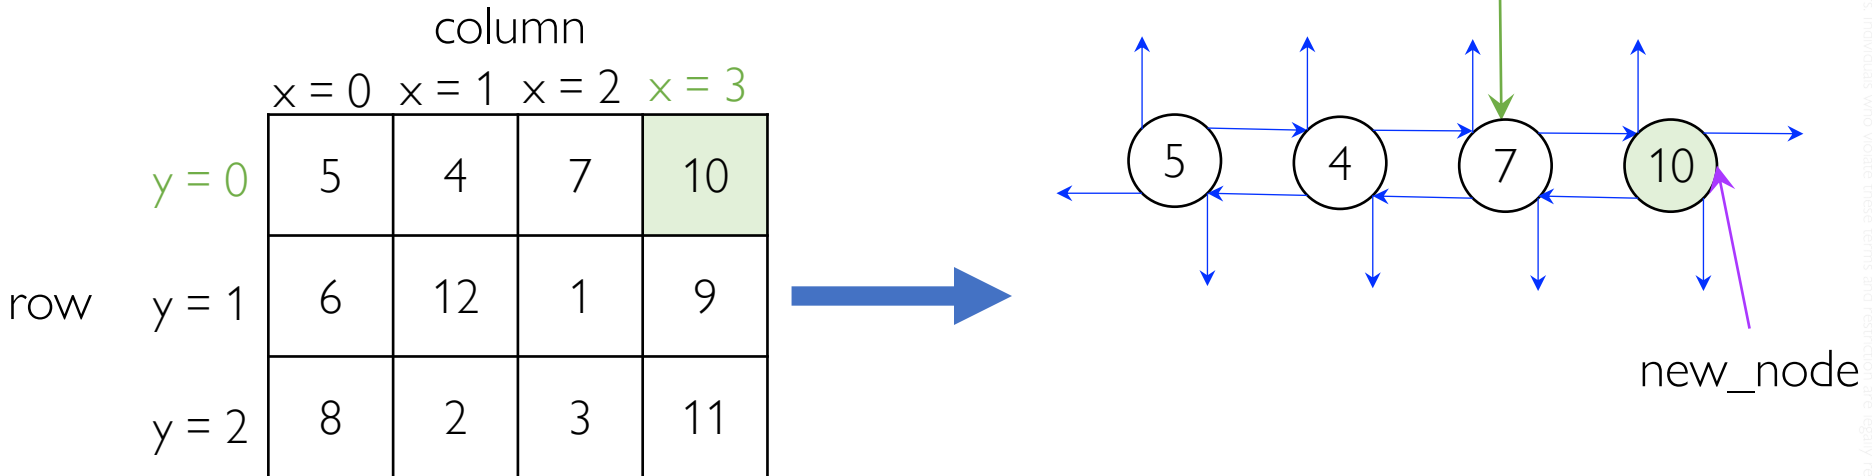 column
x = 0 x = 1 x = 2 x = 3
y = 0 5 4 7 10
row y = 1 6 12 1 9
y = 2 8 2 3 11
5 4 7 10
new_node